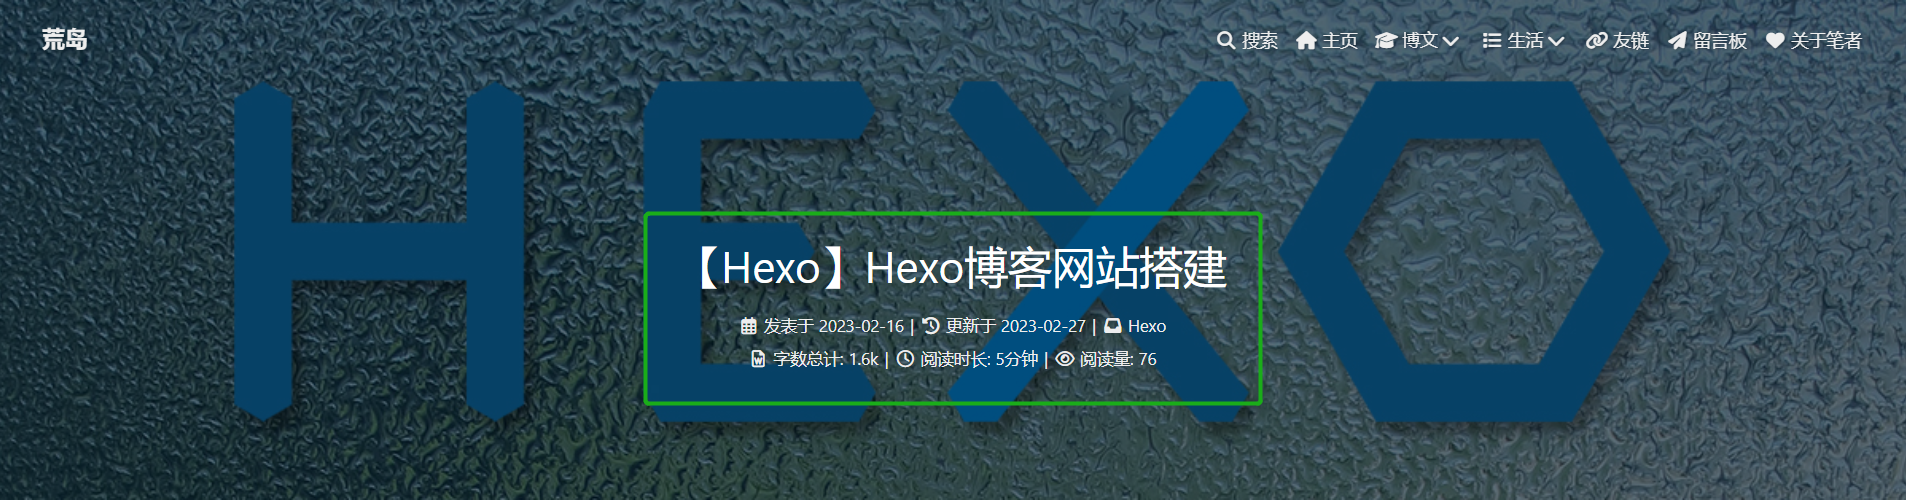 荒岛
搜索 主页 博文 生活 友链 留言板 关于笔者
HEXO
【Hexo】Hexo博客网站搭建
发表于 2023-02-16 | 更新于 2023-02-27 | Hexo
字数总计: 1.6k | 阅读时长: 5分钟 | 阅读量: 76